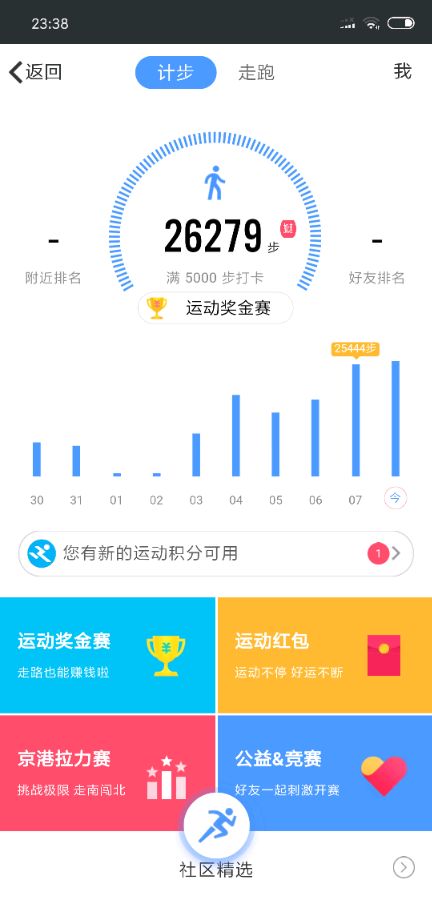 23:38
返回
计步
走跑
我
26279步
-
附近排名
满 5000 步打卡
-
好友排名
运动奖金赛
25444步
30 31 01 02 03 04 05 06 07 今
您有新的运动积分可用
1
运动奖金赛
走路也能赚钱啦
运动红包
运动不停 好运不断
京港拉力赛
挑战极限 走南闯北
公益&竞赛
好友一起刺激开赛
社区精选